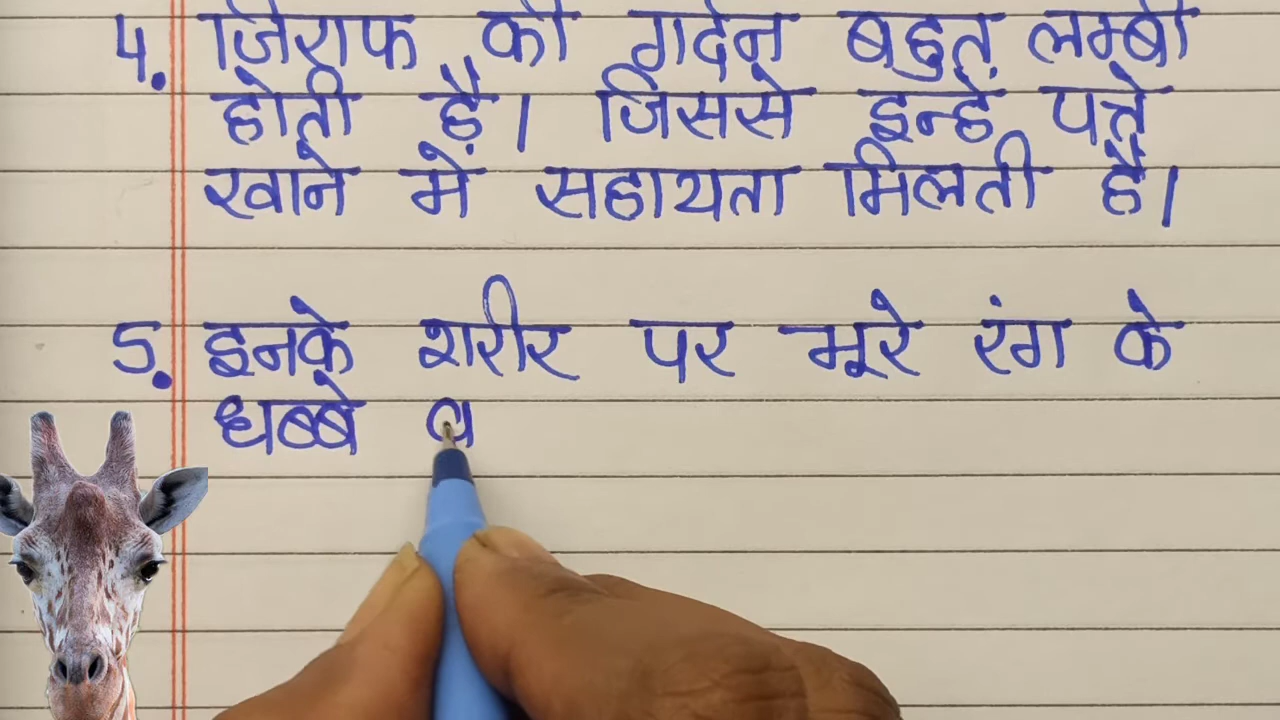 4. जिराफ की गर्दन बहुत लम्बी
होती है। जिससे इन्हें पत्ते
खाने में सहायता मिलती है।
5. इनके शरीर पर भूरे रंग के
धब्बे